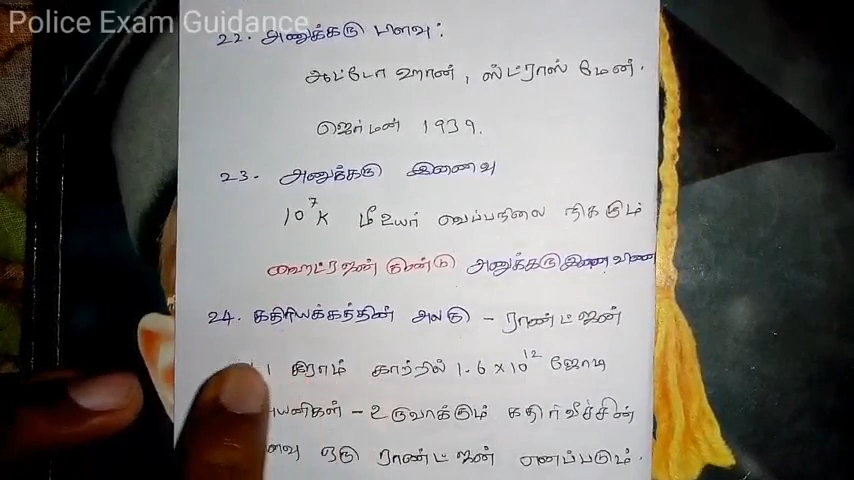 Police Exam Guidance
22. அணுக்கரு பிளவு :
ஆட்டோ ஹான், ஸ்ட்ராஸ் மேன்.
ஜெர்மன் 1939.
23. அணுக்கரு இணைவு
10⁷ K மீ உயர் வெப்பநிலை நிகழும்
ஹைட்ரஜன் குண்டு அணுக்கரு இணைவு வினை
24. கதிரியக்கத்தின் அலகு - ராண்ட்ஜன்
1 கிராம் காற்றில் 1.6 x 10¹² ஜோடி
அயனிகள் - உருவாக்கும் கதிர்வீச்சின்
ஒரு ராண்ட்ஜன் எனப்படும்.